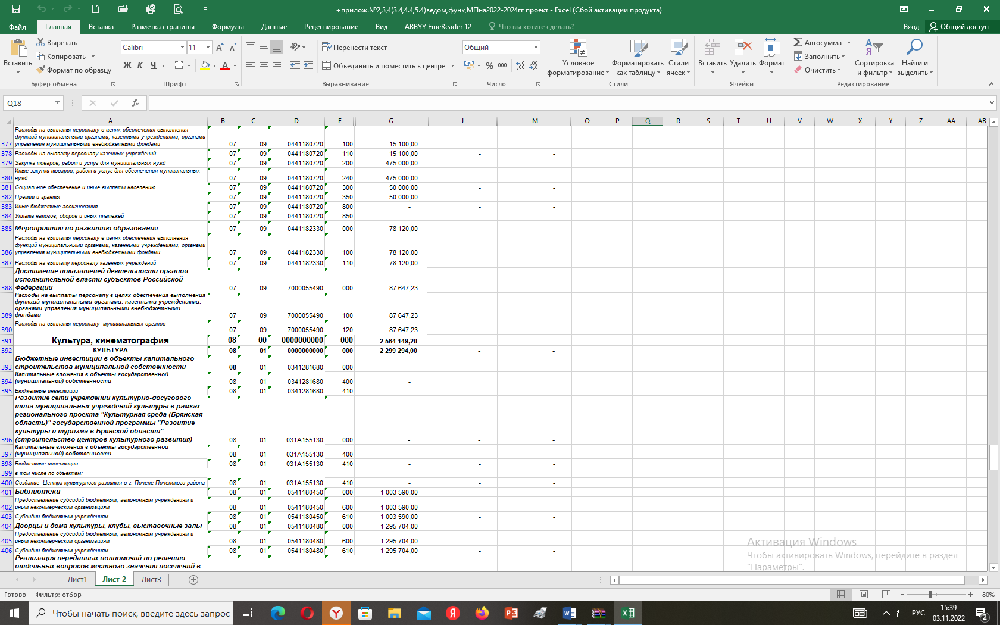 +прилож.№2,3,4(3.4,4.4,5.4)ведом,функ,МПна2022-2024гг проект - Excel (Сбой активации продукта)
Файл Главная Вставка Разметка страницы Формулы Данные Рецензирование Вид ABBYY FineReader 12 Что вы хотите сделать? Вход Общий доступ
Вставить Вырезать Копировать Формат по образцу Буфер обмена
Calibri 11 Ж К Ч А Шрифт
Перенести текст Объединить и поместить в центре Выравнивание
Общий % 000 Число
Условное форматирование Форматировать как таблицу Стили ячеек Стили
Вставить Удалить Формат Ячейки
Автосумма Заполнить Очистить Сортировка и фильтр Найти и выделить Редактирование
Q18 fx
A B C D E G J M O P Q R S T U V W X Y Z AA AB
Расходы на выплаты персоналу в целях обеспечения выполнения
функций муниципальными органами, казенными учреждениями, органами
377 управления муниципальными внебюджетными фондами 07 09 0441180720 100 15 100,00 - -
378 Расходы на выплату персоналу казенных учреждений 07 09 0441180720 110 15 100,00 - -
379 Закупка товаров, работ и услуг для муниципальных нужд 07 09 0441180720 200 475 000,00 - -
Иные закупки товаров, работ и услуг для обеспечения муниципальных
380 нужд 07 09 0441180720 240 475 000,00 - -
381 Социальное обеспечение и иные выплаты населению 07 09 0441180720 300 50 000,00 - -
382 Премии и гранты 07 09 0441180720 350 50 000,00 - -
383 Иные бюджетные ассигнования 07 09 0441180720 800 - - -
384 Уплата налогов, сборов и иных платежей 07 09 0441180720 850 - - -
385 Мероприятия по развитию образования 07 09 0441182330 000 78 120,00
Расходы на выплаты персоналу в целях обеспечения выполнения
функций муниципальными органами, казенными учреждениями, органами
386 управления муниципальными внебюджетными фондами 07 09 0441182330 100 78 120,00
387 Расходы на выплату персоналу казенных учреждений 07 09 0441182330 110 78 120,00
Достижение показателей деятельности органов
исполнительной власти субъектов Российской
388 Федерации 07 09 7000055490 000 87 647,23
Расходы на выплаты персоналу в целях обеспечения выполнения
функций муниципальными органами, казенными учреждениями,
органами управления муниципальными внебюджетными
389 фондами 07 09 7000055490 100 87 647,23
Расходы на выплаты персоналу муниципальных органов
390 07 09 7000055490 120 87 647,23
391 Культура, кинематография 08 00 0000000000 000 2 564 149,20 - -
392 КУЛЬТУРА 08 01 0000000000 000 2 299 294,00 - -
Бюджетные инвестиции в объекты капитального
393 строительства муниципальной собственности 08 01 0341281680 000 -
Капитальные вложения в объекты государственной
394 (муниципальной) собственности 08 01 0341281680 400 -
395 Бюджетные инвестиции 08 01 0341281680 410 -
Развитие сети учреждений культурно-досугового
типа муниципальных учреждений культуры в рамках
регионального проекта "Культурная среда (Брянская
область)" государственной программы "Развитие
культуры и туризма в Брянской области"
396 (строительство центров культурного развития) 08 01 031А155130 000 - - -
Капитальные вложения в объекты государственной
397 (муниципальной) собственности 08 01 031А155130 400 - - -
398 Бюджетные инвестиции 08 01 031А155130 410 - - -
399 в том числе по объектам:
400 Создание Центра культурного развития в г. Почепе Почепского района 08 01 031А155130 410 - - -
401 Библиотеки 08 01 0541180450 000 1 003 590,00 - -
Предоставление субсидий бюджетным, автономным учреждениям и
402 иным некоммерческим организациям 08 01 0541180450 600 1 003 590,00 - -
403 Субсидии бюджетным учреждениям 08 01 0541180450 610 1 003 590,00 - -
404 Дворцы и дома культуры, клубы, выставочные залы 08 01 0541180480 000 1 295 704,00 - -
Предоставление субсидий бюджетным, автономным учреждениям и
405 иным некоммерческим организациям 08 01 0541180480 600 1 295 704,00 - -
406 Субсидии бюджетным учреждениям 08 01 0541180480 610 1 295 704,00 - -
Реализация переданных полномочий по решению
отдельных вопросов местного значения поселений в
Активация Windows
Чтобы активировать Windows, перейдите в раздел
"Параметры".
Лист1 Лист 2 Лист3
Готово Фильтр: отбор 80%
Чтобы начать поиск, введите здесь запрос РУС 15:39
03.11.2022 2